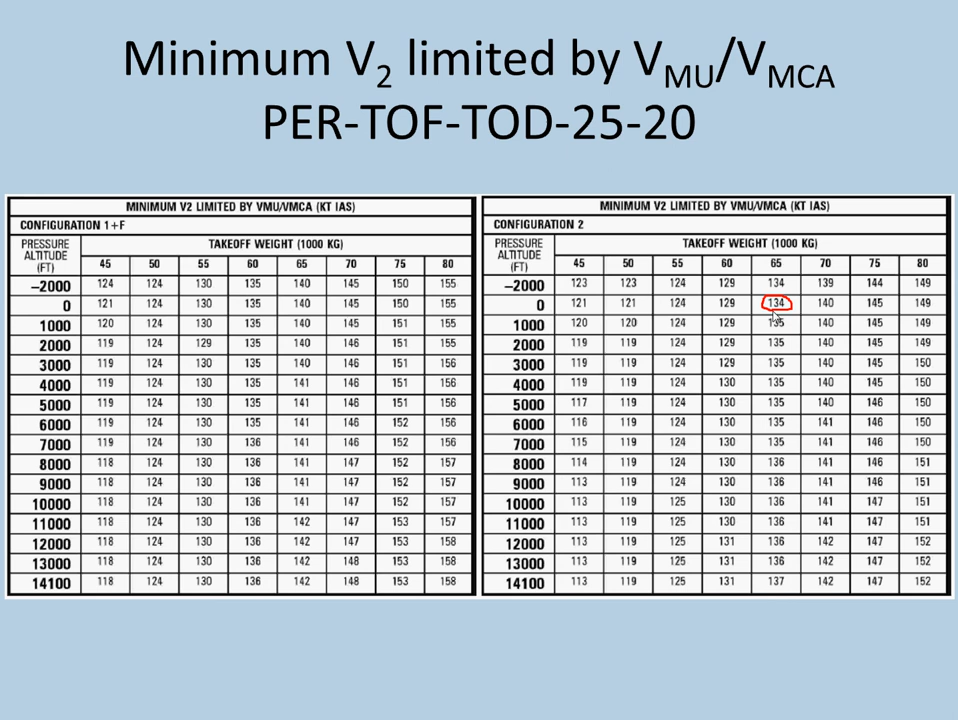 Minimum V2 limited by VMU/VMCA
PER-TOF-TOD-25-20
MINIMUM V2 LIMITED BY VMU/VMCA (KT IAS)
CONFIGURATION 1+F
PRESSURE ALTITUDE (FT) TAKEOFF WEIGHT (1000 KG)
45 50 55 60 65 70 75 80
–2000 124 124 130 135 140 145 150 155
0 121 124 130 135 140 145 150 155
1000 120 124 130 135 140 145 151 155
2000 119 124 129 135 140 146 151 155
3000 119 124 130 135 140 146 151 156
4000 119 124 130 135 141 146 151 156
5000 119 124 130 135 141 146 151 156
6000 119 124 130 135 141 146 152 156
7000 119 124 130 136 141 146 152 156
8000 118 124 130 136 141 147 152 157
9000 118 124 130 136 141 147 152 157
10000 118 124 130 136 141 147 152 157
11000 118 124 130 136 142 147 153 157
12000 118 124 130 136 142 147 153 158
13000 118 124 130 136 142 148 153 158
14100 118 124 130 136 142 148 153 158
MINIMUM V2 LIMITED BY VMU/VMCA (KT IAS)
CONFIGURATION 2
PRESSURE ALTITUDE (FT) TAKEOFF WEIGHT (1000 KG)
45 50 55 60 65 70 75 80
–2000 123 123 124 129 134 139 144 149
0 121 121 124 129 134 140 145 149
1000 120 120 124 129 135 140 145 149
2000 119 119 124 129 135 140 145 149
3000 119 119 124 129 135 140 145 150
4000 119 119 124 130 135 140 145 150
5000 117 119 124 130 135 140 146 150
6000 116 119 124 130 135 141 146 150
7000 115 119 124 130 135 141 146 150
8000 114 119 124 130 136 141 146 151
9000 113 119 124 130 136 141 146 151
10000 113 119 125 130 136 141 147 151
11000 113 119 125 130 136 141 147 151
12000 113 119 125 131 136 142 147 152
13000 113 119 125 131 136 142 147 152
14100 113 119 125 131 137 142 147 152